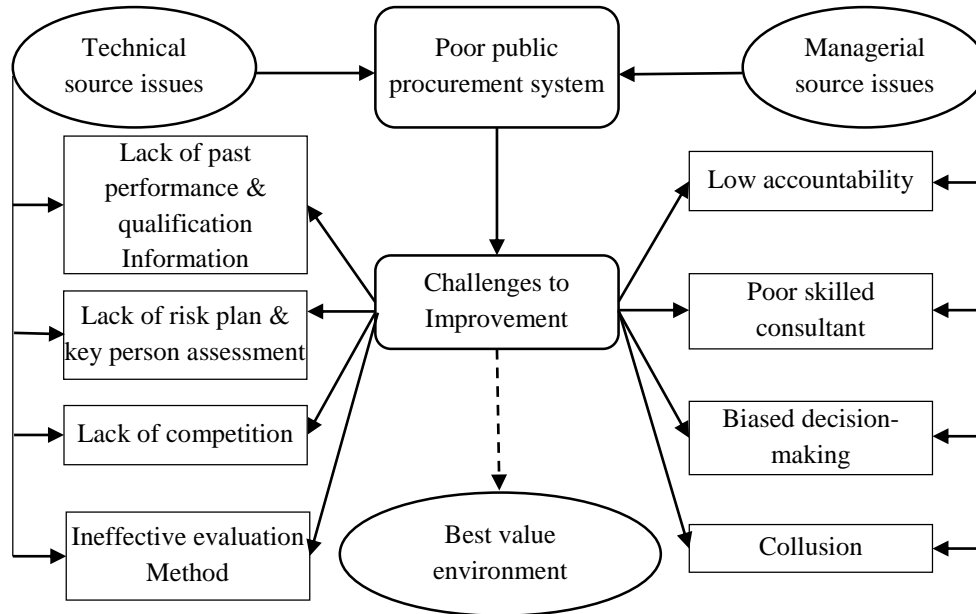 Technical
source issues
Poor public
procurement system
Managerial
source issues
Lack of past
performance &
qualification
Information
Low accountability
Challenges to
Improvement
Lack of risk plan &
key person assessment
Poor skilled
consultant
Lack of competition
Biased decision-
making
Ineffective evaluation
Method
Best value
environment
Collusion